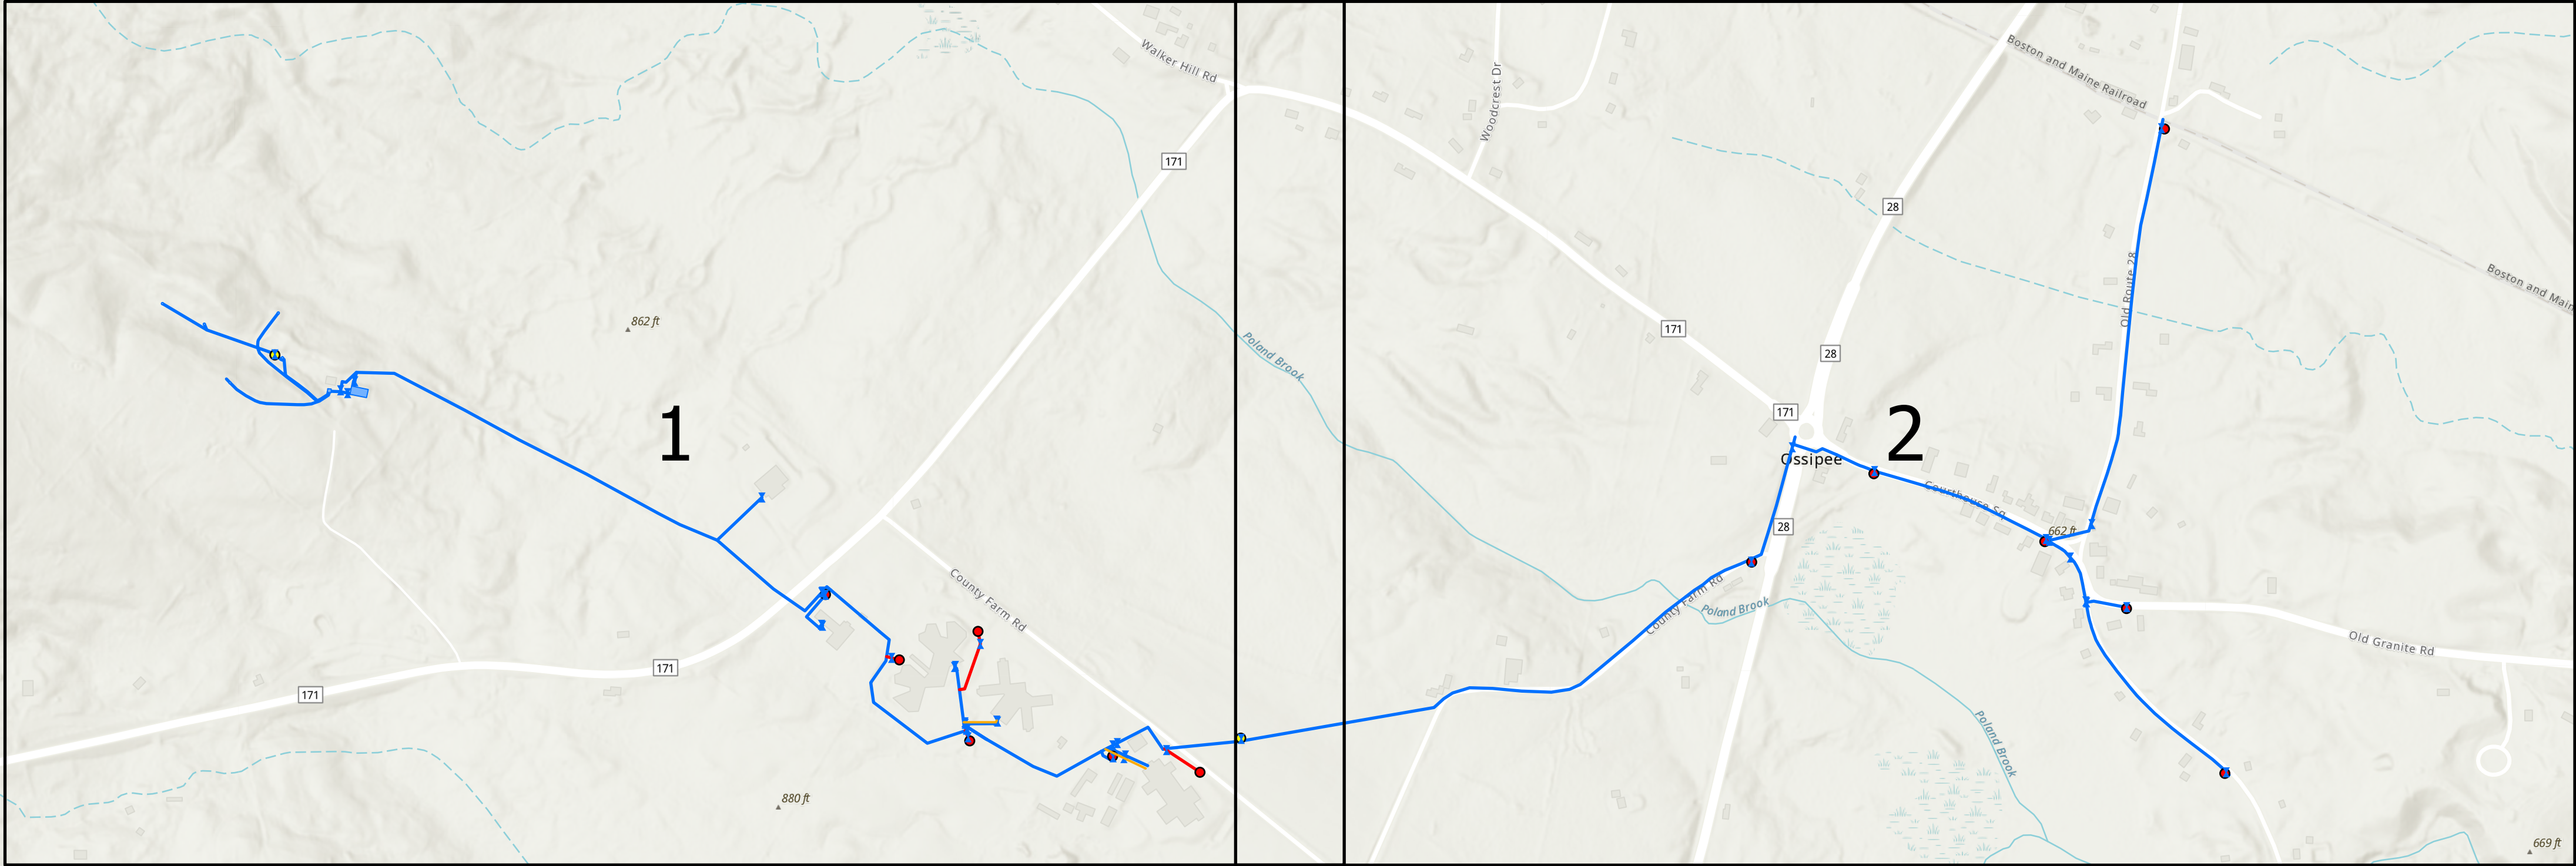 Walker Hill Rd
Woodcrest Dr
Boston and Maine Railroad
171
28
Old Route 28
Boston and Main
862 ft
Poland Brook
171
28
1
171
2
Ossipee
Courthouse Sq
28
662 ft
County Farm Rd
County Farm Rd
Poland Brook
Old Granite Rd
171
171
Poland Brook
880 ft
669 ft